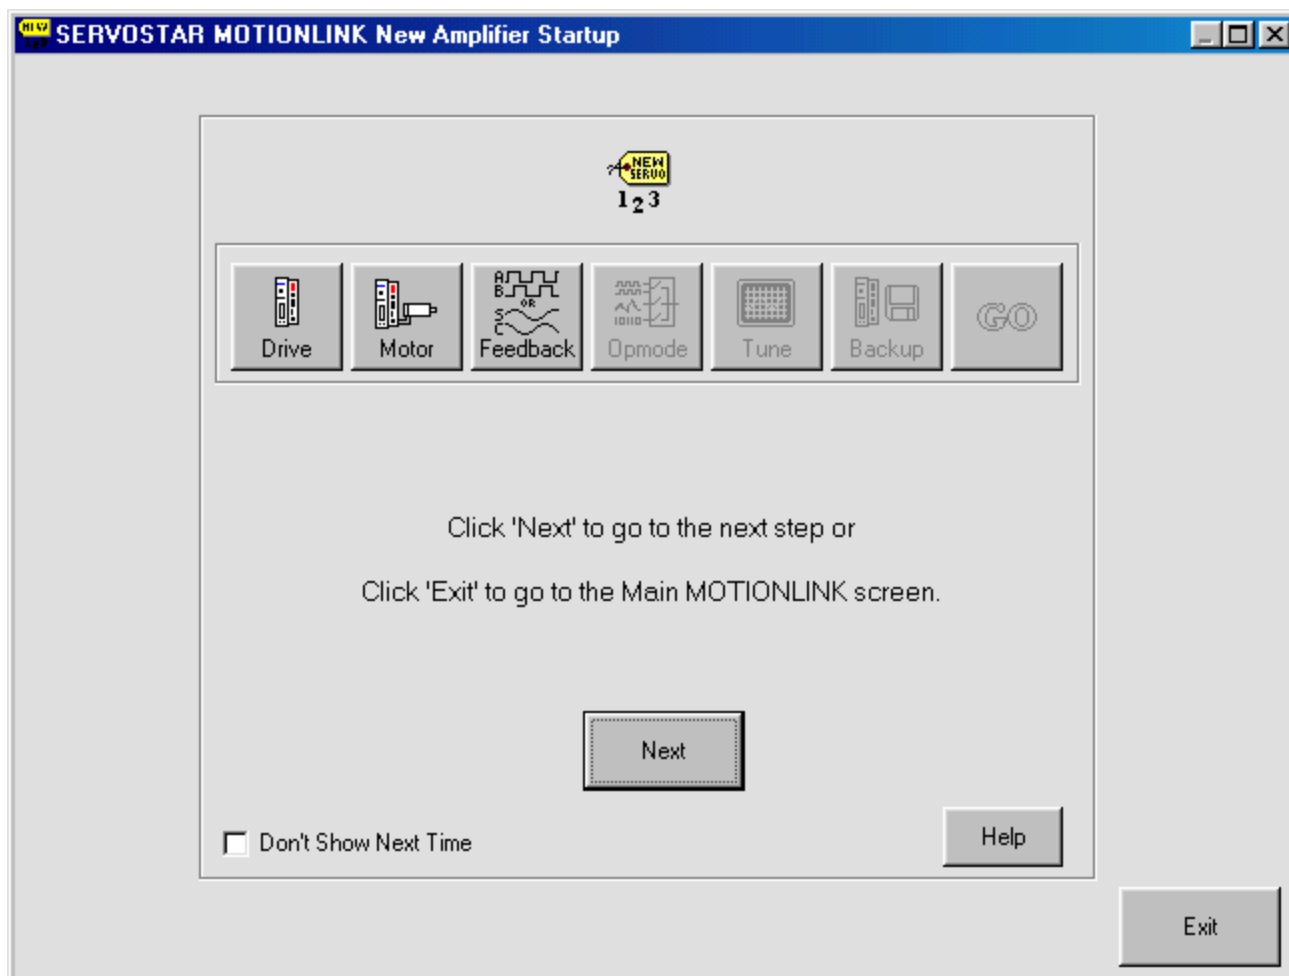 SERVOSTAR MOTIONLINK New Amplifier Startup
NEW
SERVO
1 2 3
A
B
OR
S
C
10110
GO
Drive
Motor
Feedback
Opmode
Tune
Backup
Click 'Next' to go to the next step or
Click 'Exit' to go to the Main MOTIONLINK screen.
Next
Don't Show Next Time
Help
Exit